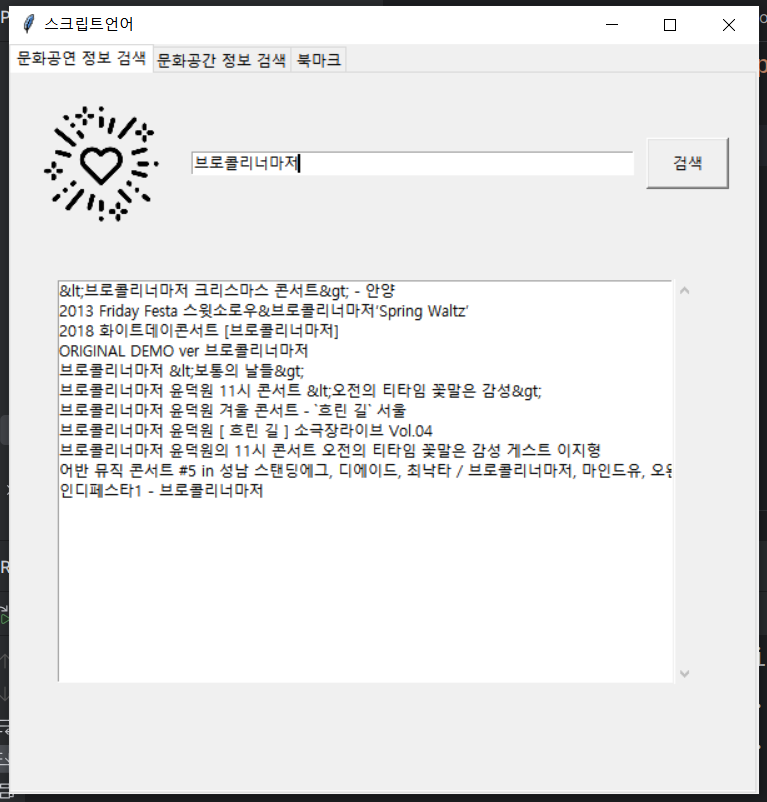 스크립트언어
문화공연 정보 검색 문화공간 정보 검색 북마크
브로콜리너마저 검색
&lt;브로콜리너마저 크리스마스 콘서트&gt; - 안양
2013 Friday Festa 스윗소로우&브로콜리너마저'Spring Waltz'
2018 화이트데이콘서트 [브로콜리너마저]
ORIGINAL DEMO ver 브로콜리너마저
브로콜리너마저 &lt;보통의 날들&gt;
브로콜리너마저 윤덕원 11시 콘서트 &lt;오전의 티타임 꽃말은 감성&gt;
브로콜리너마저 윤덕원 겨울 콘서트 - `흐린 길` 서울
브로콜리너마저 윤덕원 [ 흐린 길 ] 소극장라이브 Vol.04
브로콜리너마저 윤덕원의 11시 콘서트 오전의 티타임 꽃말은 감성 게스트 이지형
어반 뮤직 콘서트 #5 in 성남 스탠딩에그, 디에이드, 최낙타 / 브로콜리너마저, 마인드유,
인디페스타1 - 브로콜리너마저